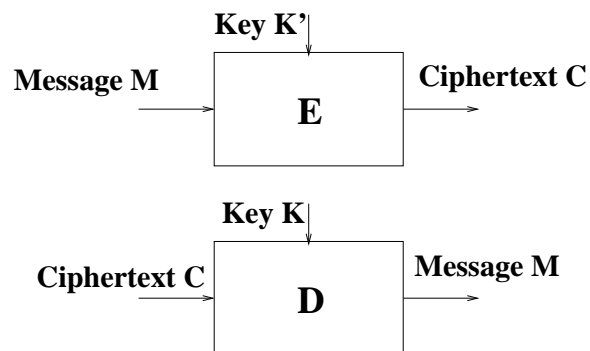 Key K’
Message M
Ciphertext C
E
Key K
Ciphertext C
Message M
D